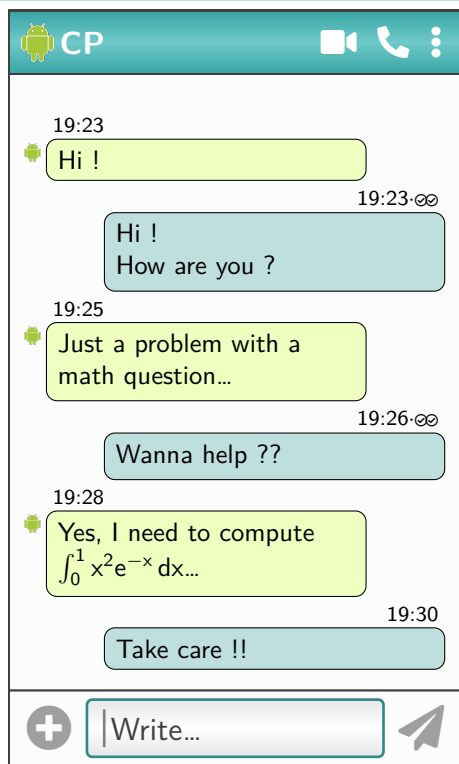 CP
19:23
Hi !
19:23·
Hi !
How are you ?
19:25
Just a problem with a
math question…
19:26·
Wanna help ??
19:28
Yes, I need to compute
∫₀¹ x²e⁻ˣ dx…
19:30
Take care !!
Write…